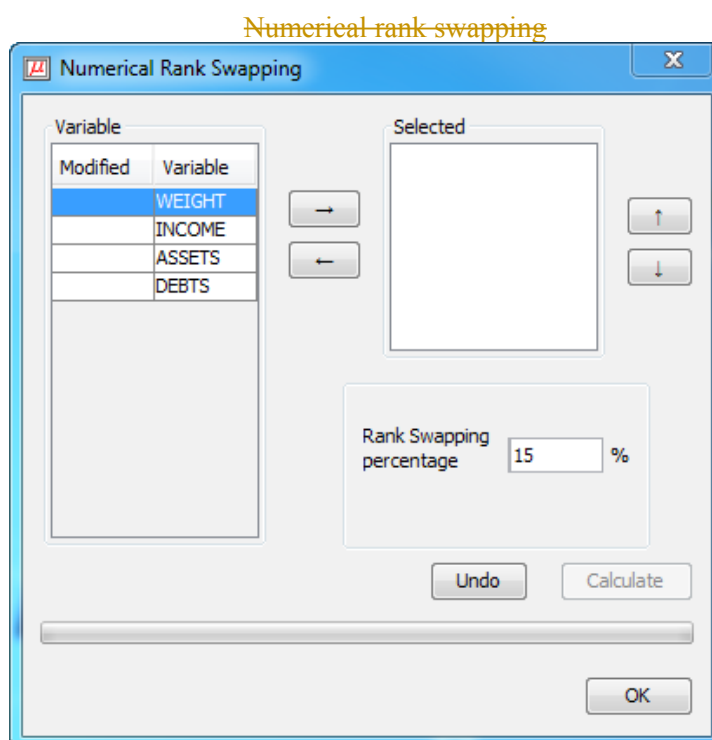 Numerical rank swapping
μ Numerical Rank Swapping X
Variable
Modified Variable
WEIGHT
INCOME
ASSETS
DEBTS
→
←
Selected
↑
↓
Rank Swapping
percentage 15 %
Undo Calculate
OK